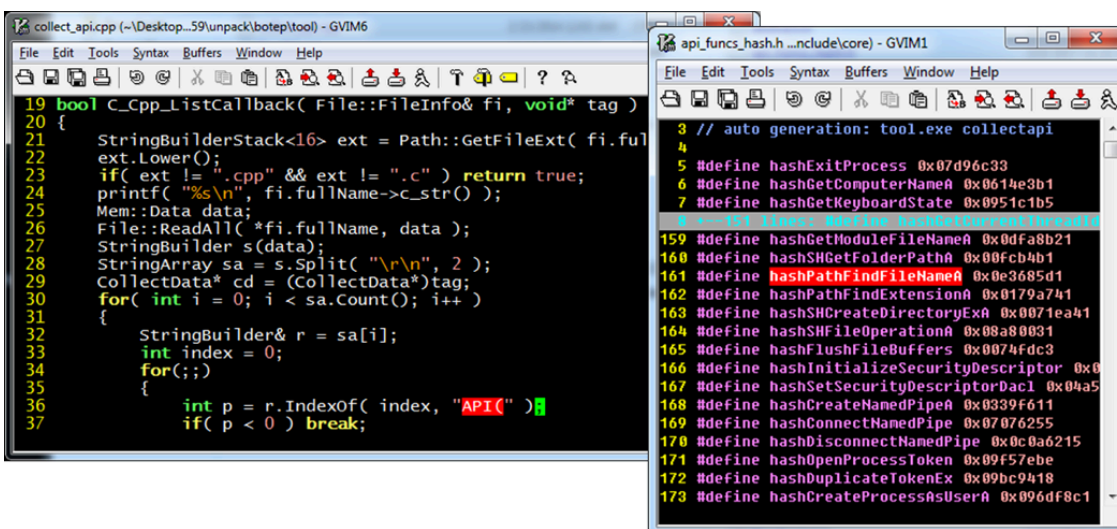 collect_api.cpp (~\Desktop...59\unpack\botep\tool) - GVIM6
File Edit Tools Syntax Buffers Window Help
19 bool C_Cpp_ListCallback( File::FileInfo& fi, void* tag )
20 {
21 StringBuilderStack<16> ext = Path::GetFileExt( fi.ful
22 ext.Lower();
23 if( ext != ".cpp" && ext != ".c" ) return true;
24 printf( "%s\n", fi.fullName->c_str() );
25 Mem::Data data;
26 File::ReadAll( *fi.fullName, data );
27 StringBuilder s(data);
28 StringArray sa = s.Split( "\r\n", 2 );
29 CollectData* cd = (CollectData*)tag;
30 for( int i = 0; i < sa.Count(); i++ )
31 {
32 StringBuilder& r = sa[i];
33 int index = 0;
34 for(;;)
35 {
36 int p = r.IndexOf( index, "API(" );
37 if( p < 0 ) break;
api_funcs_hash.h ...nclude\core) - GVIM1
File Edit Tools Syntax Buffers Window Help
3 // auto generation: tool.exe collectapi
4
5 #define hashExitProcess 0x07d96c33
6 #define hashGetComputerNameA 0x0614e3b1
7 #define hashGetKeyboardState 0x0951c1b5
8 +--151 lines: #define hashGetCurrentThreadId
159 #define hashGetModuleFileNameA 0x0dfa8b21
160 #define hashSHGetFolderPathA 0x00fcb4b1
161 #define hashPathFindFileNameA 0x0e3685d1
162 #define hashPathFindExtensionA 0x0179a741
163 #define hashSHCreateDirectoryExA 0x0071ea41
164 #define hashSHFileOperationA 0x08a80031
165 #define hashFlushFileBuffers 0x0074fdc3
166 #define hashInitializeSecurityDescriptor 0x0
167 #define hashSetSecurityDescriptorDacl 0x04a5
168 #define hashCreateNamedPipeA 0x0339f611
169 #define hashConnectNamedPipe 0x07076255
170 #define hashDisconnectNamedPipe 0x0c0a6215
171 #define hashOpenProcessToken 0x09f57ebe
172 #define hashDuplicateTokenEx 0x09bc9418
173 #define hashCreateProcessAsUserA 0x096df8c1